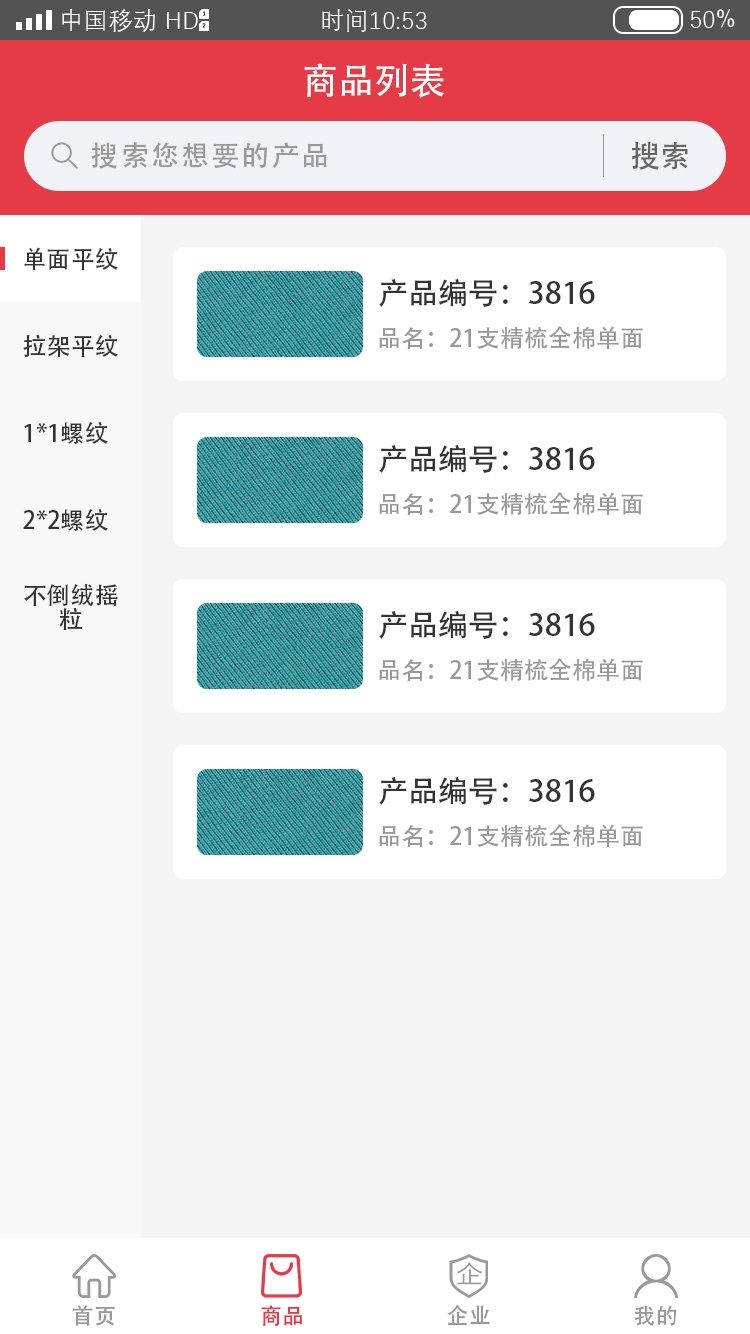 中国移动 HD 时间10:53 50%
商品列表
搜索您想要的产品 搜索
单面平纹
拉架平纹
1*1螺纹
2*2螺纹
不倒绒摇
粒
产品编号：3816
品名：21支精梳全棉单面
产品编号：3816
品名：21支精梳全棉单面
产品编号：3816
品名：21支精梳全棉单面
产品编号：3816
品名：21支精梳全棉单面
企
首页 商品 企业 我的